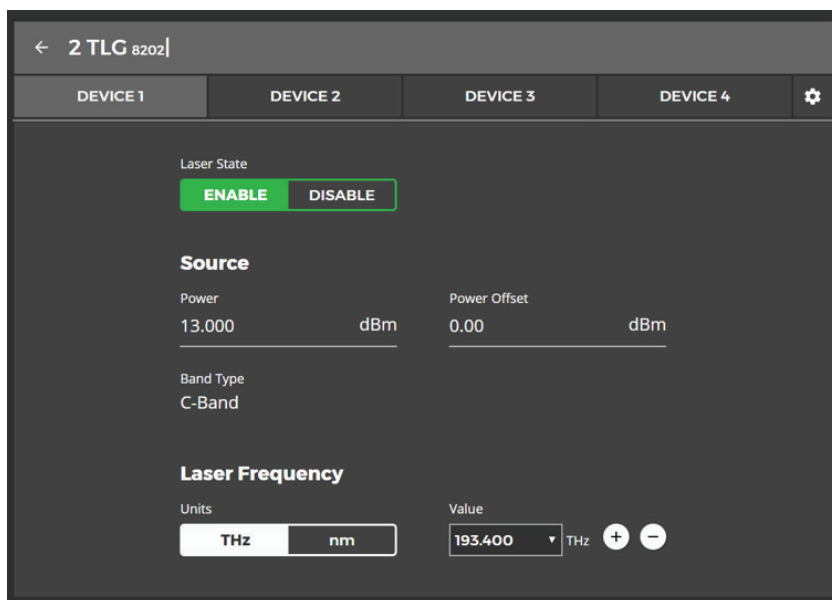 ← 2 TLG 8202
DEVICE 1 DEVICE 2 DEVICE 3 DEVICE 4
Laser State
ENABLE DISABLE
Source
Power Power Offset
13.000 dBm 0.00 dBm
Band Type
C-Band
Laser Frequency
Units Value
THz nm 193.400 ▼ THz + −